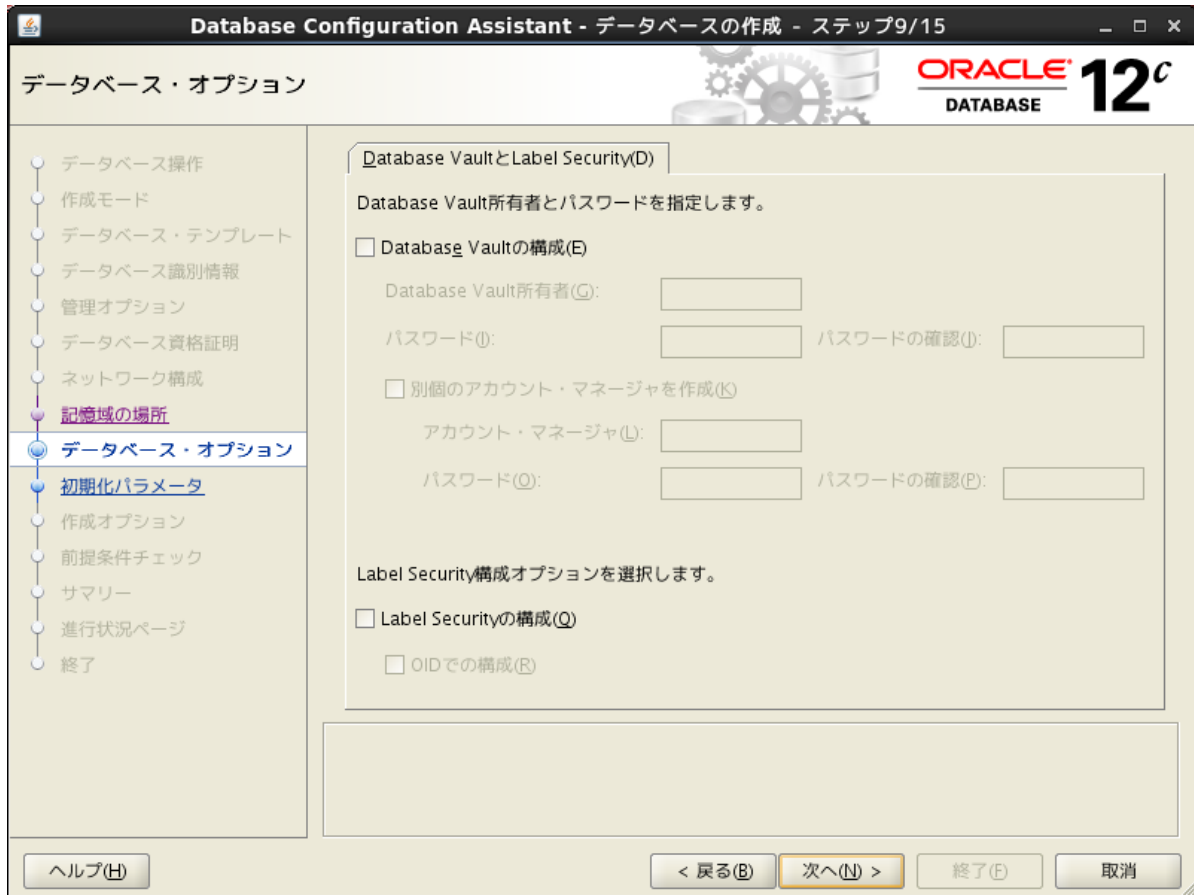 Database Configuration Assistant - データベースの作成 - ステップ9/15
データベース・オプション
ORACLE
DATABASE
12c
データベース操作
作成モード
データベース・テンプレート
データベース識別情報
管理オプション
データベース資格証明
ネットワーク構成
記憶域の場所
データベース・オプション
初期化パラメータ
作成オプション
前提条件チェック
サマリー
進行状況ページ
終了
Database VaultとLabel Security(D)
Database Vault所有者とパスワードを指定します。
Database Vaultの構成(E)
Database Vault所有者(G):
パスワード(I): パスワードの確認(J):
別個のアカウント・マネージャを作成(K)
アカウント・マネージャ(L):
パスワード(O): パスワードの確認(P):
Label Security構成オプションを選択します。
Label Securityの構成(Q)
OIDでの構成(R)
ヘルプ(H) < 戻る(B) 次へ(N) > 終了(F) 取消